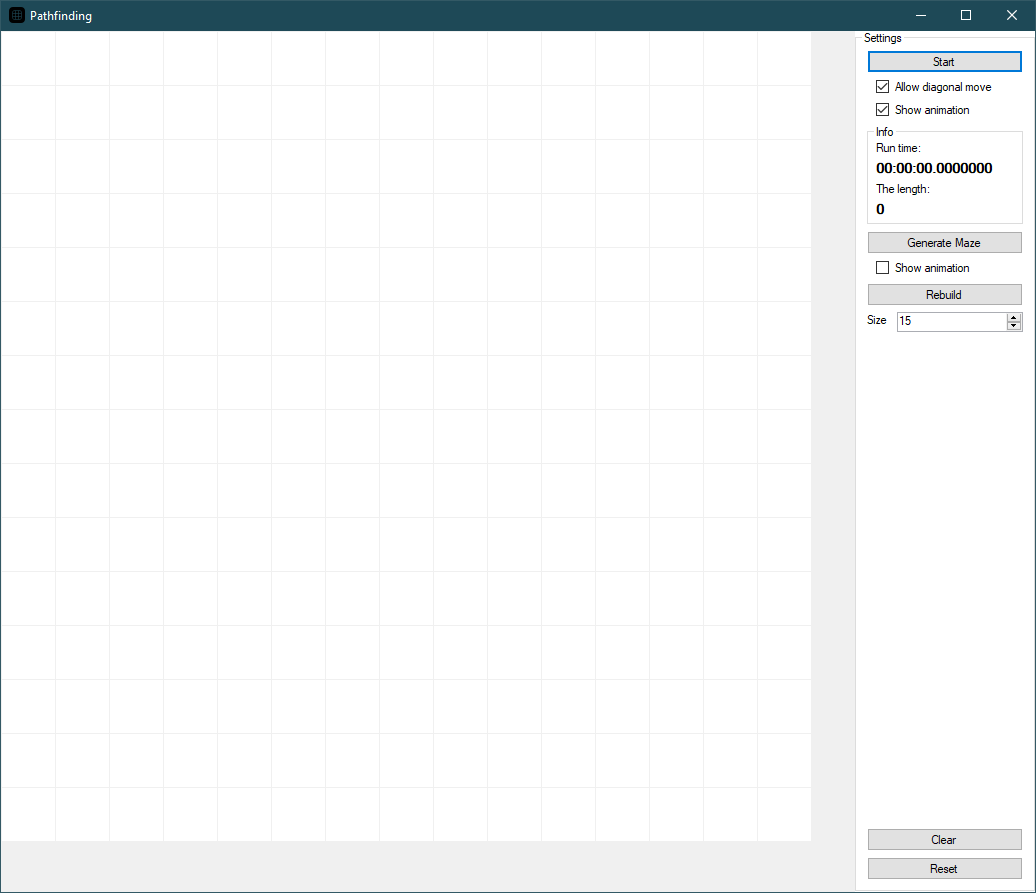 Pathfinding
Settings
Start
Allow diagonal move
Show animation
Info
Run time:
00:00:00.0000000
The length:
0
Generate Maze
Show animation
Rebuild
Size 15
Clear
Reset